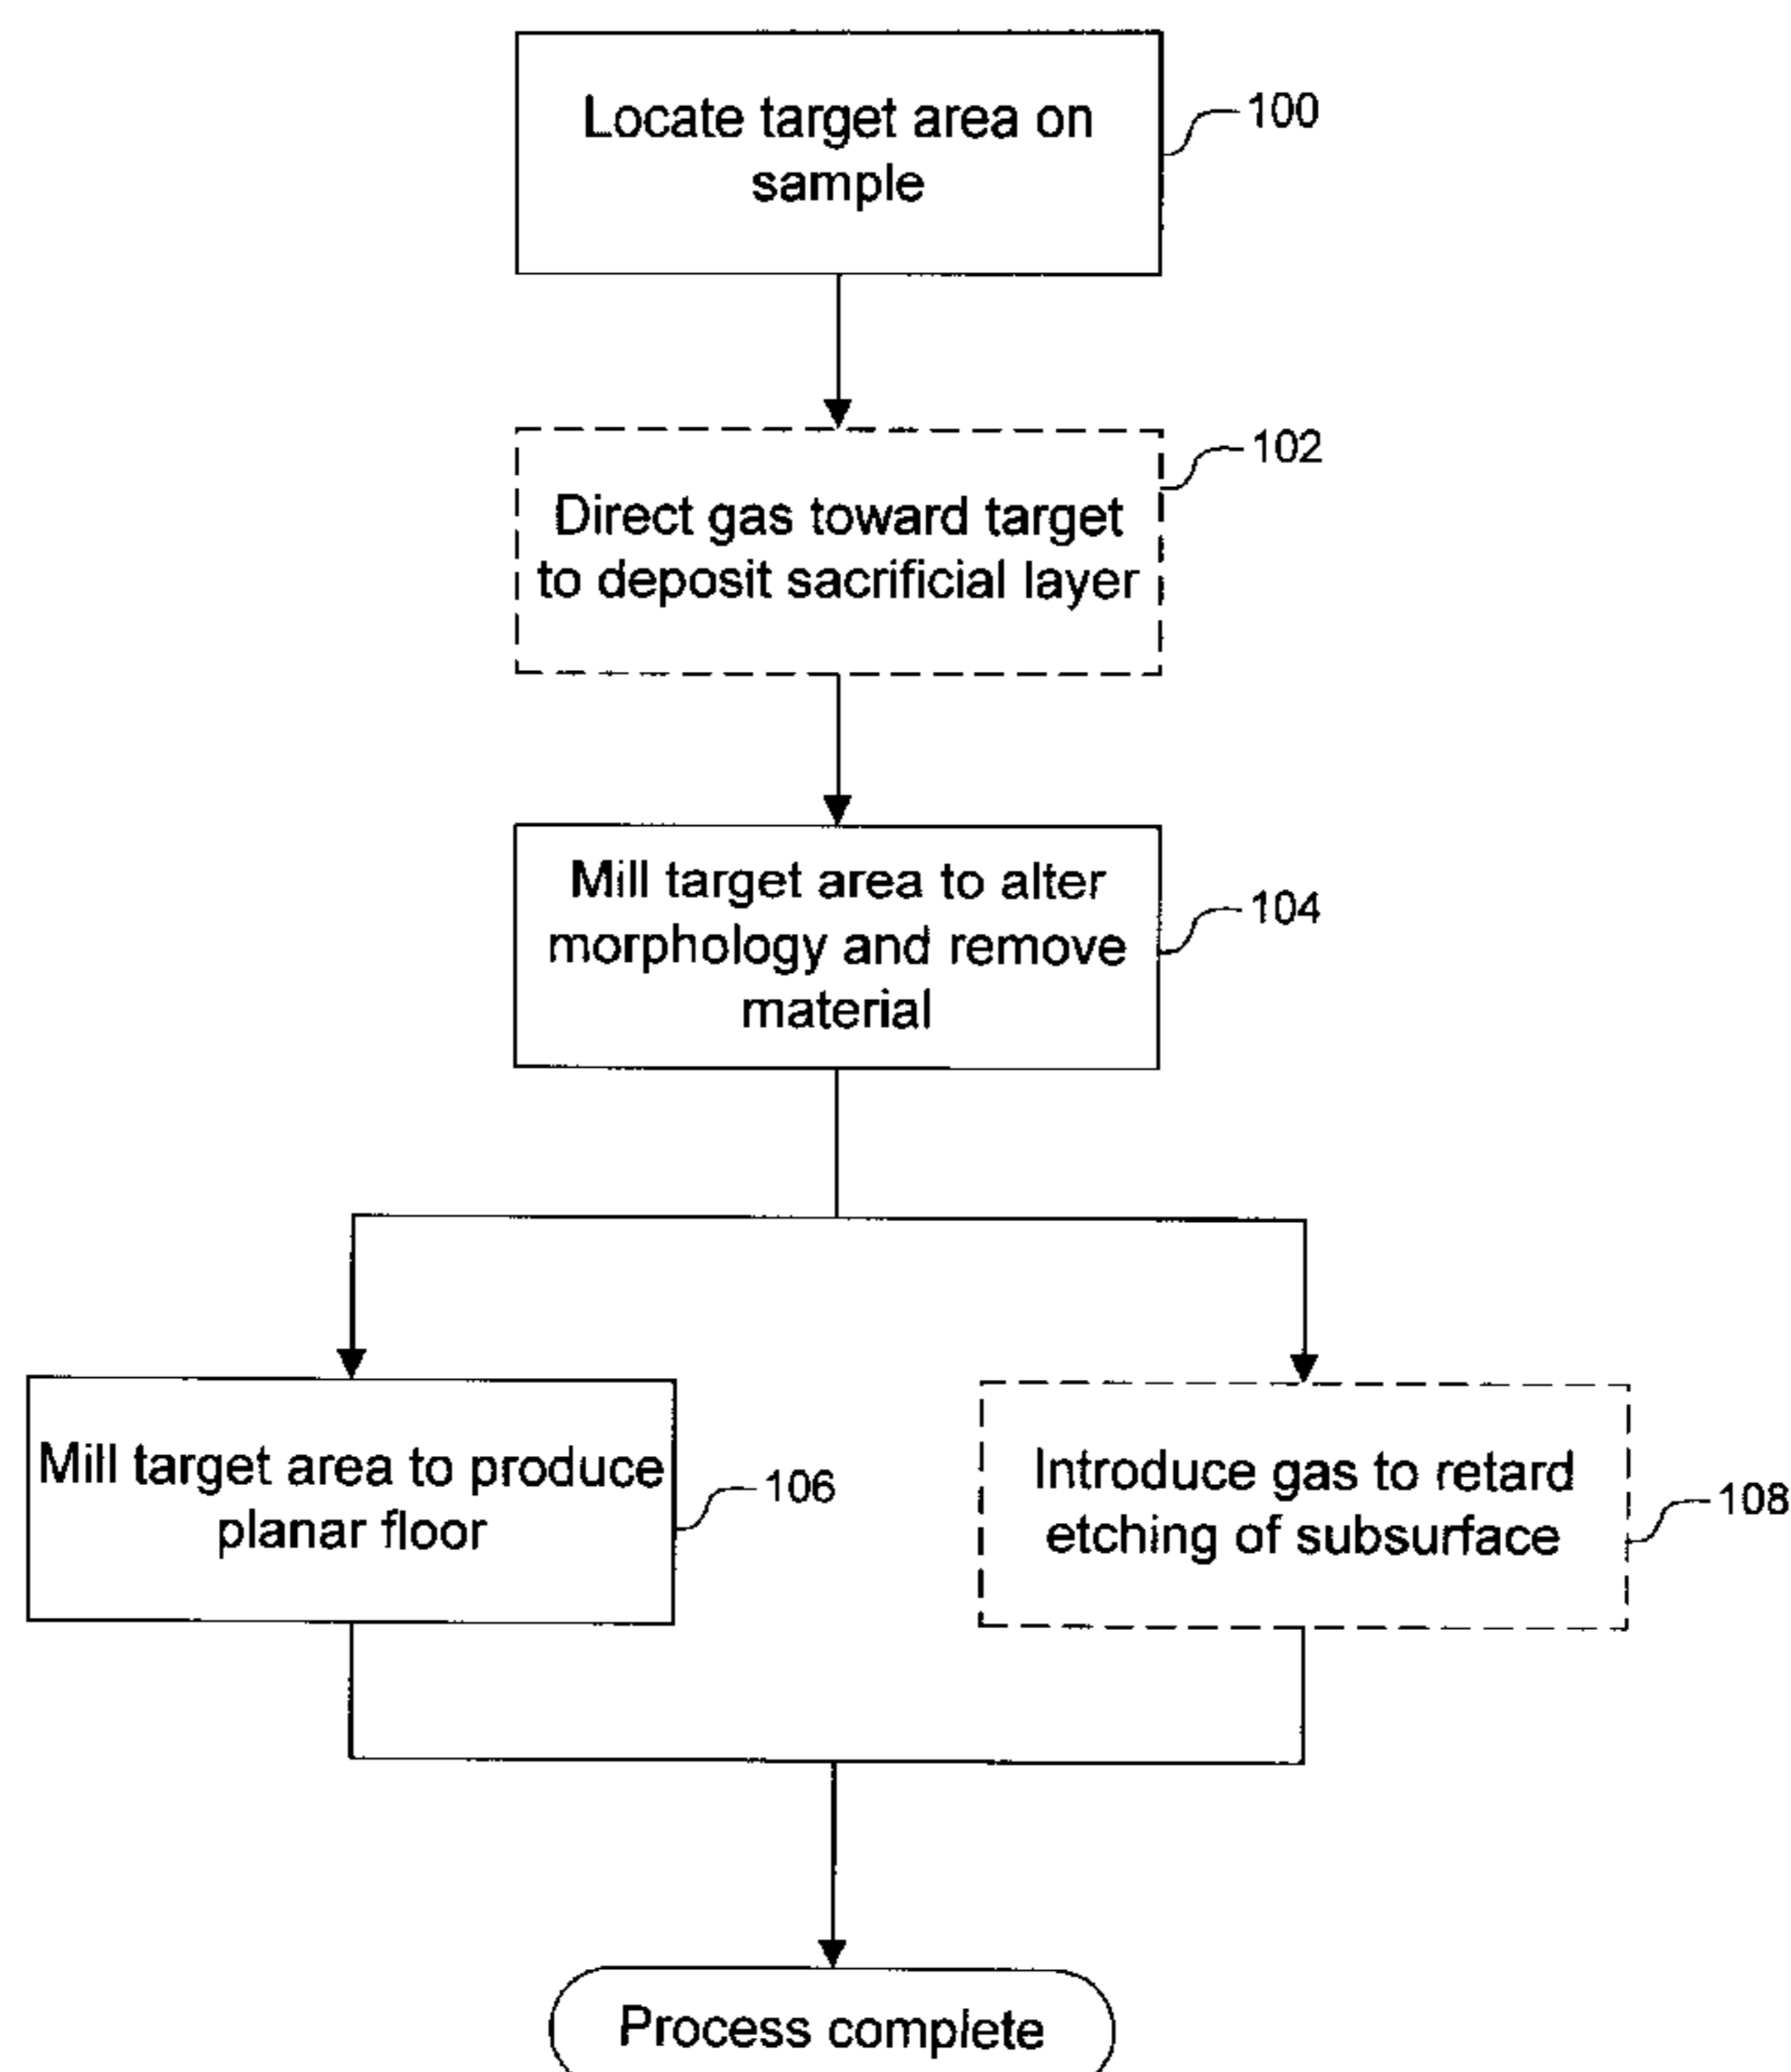 Locate target area on
sample
100
Direct gas toward target
to deposit sacrificial layer
102
Mill target area to alter
morphology and remove
material
104
Mill target area to produce
planar floor
106
Introduce gas to retard
etching of subsurface
108
Process complete